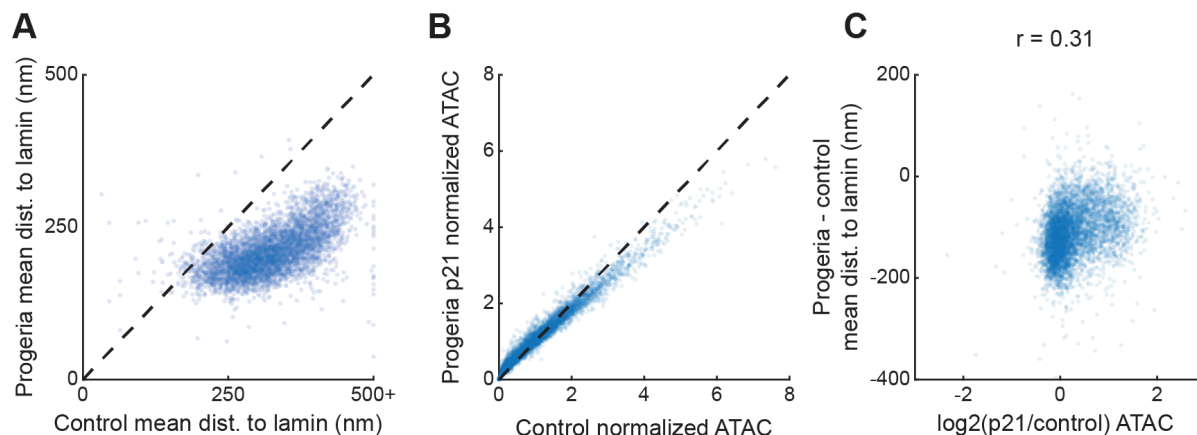 A
Progeria mean dist. to lamin (nm)
500
250
0
0
250
500+
Control mean dist. to lamin (nm)
B
Progeria p21 normalized ATAC
8
6
4
2
0
0
2
4
6
8
Control normalized ATAC
C
r = 0.31
Progeria - control
mean dist. to lamin (nm)
200
0
-200
-400
-2
0
2
log2(p21/control) ATAC